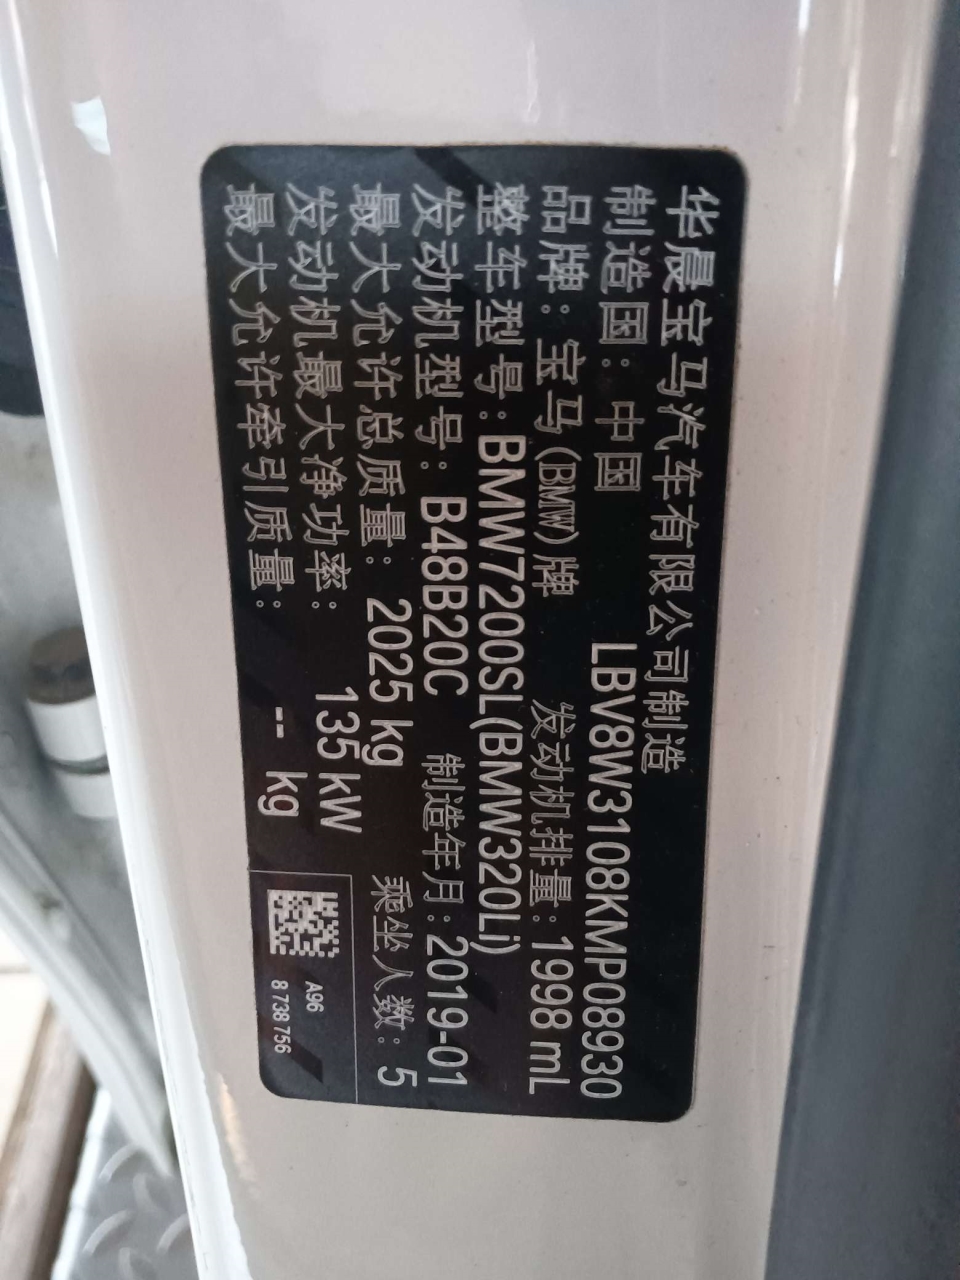 华晨宝马汽车有限公司制造
制造国：中国 LBV8W3108KMP08930
品牌：宝马(BMW)牌 发动机排量：1998 mL
整车型号：BMW7200SL(BMW320Li)
发动机型号：B48B20C 制造年月：2019-01
最大允许总质量：2025 kg 乘坐人数：5
发动机最大净功率：135 kW
最大允许牵引质量：-- kg
A96
8 738 756